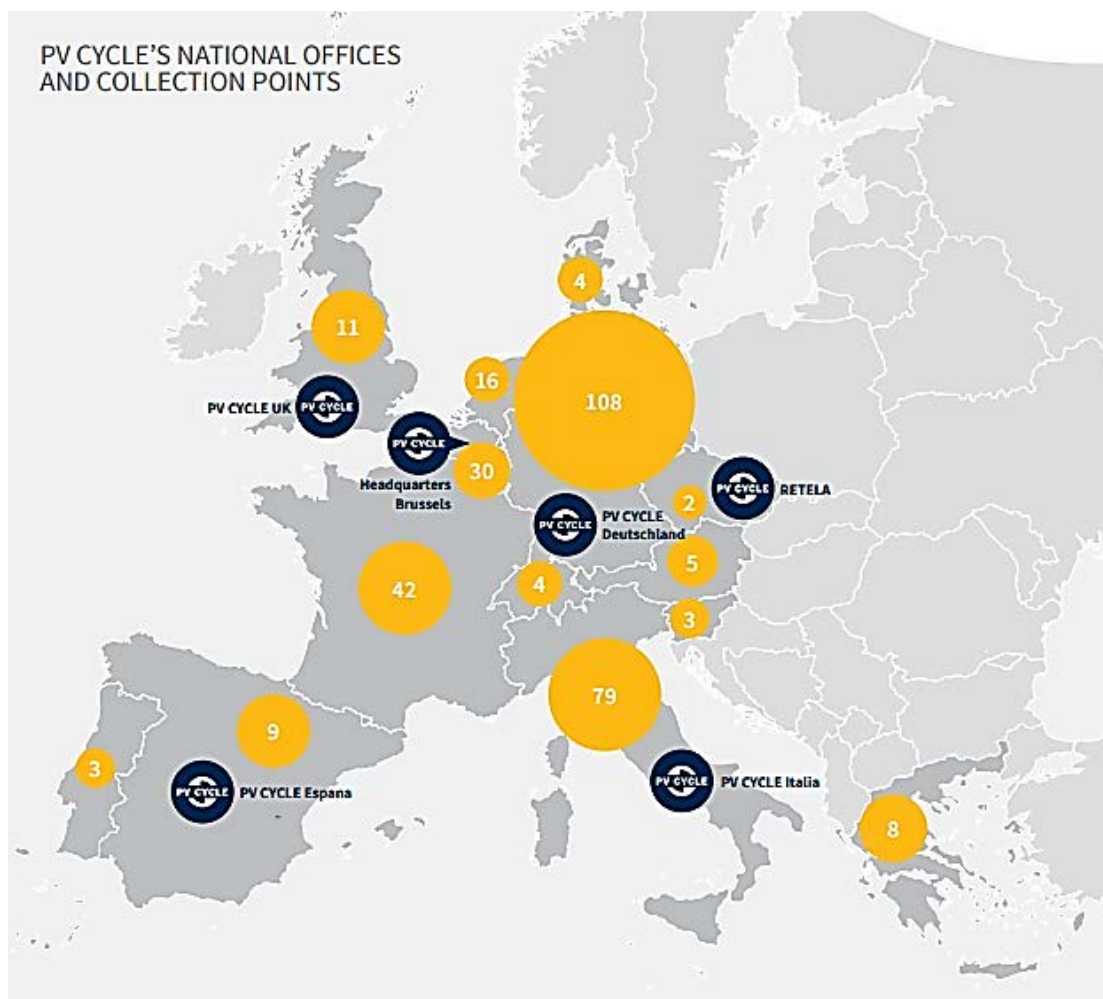 PV CYCLE'S NATIONAL OFFICES
AND COLLECTION POINTS
4
11
16
108
PV CYCLE UK
PV CYCLE
PV CYCLE
30
Headquarters
Brussels
2
PV CYCLE
RETELA
PV CYCLE
PV CYCLE
Deutschland
5
4
42
3
79
9
3
PV CYCLE
PV CYCLE Espana
PV CYCLE
PV CYCLE Italia
8